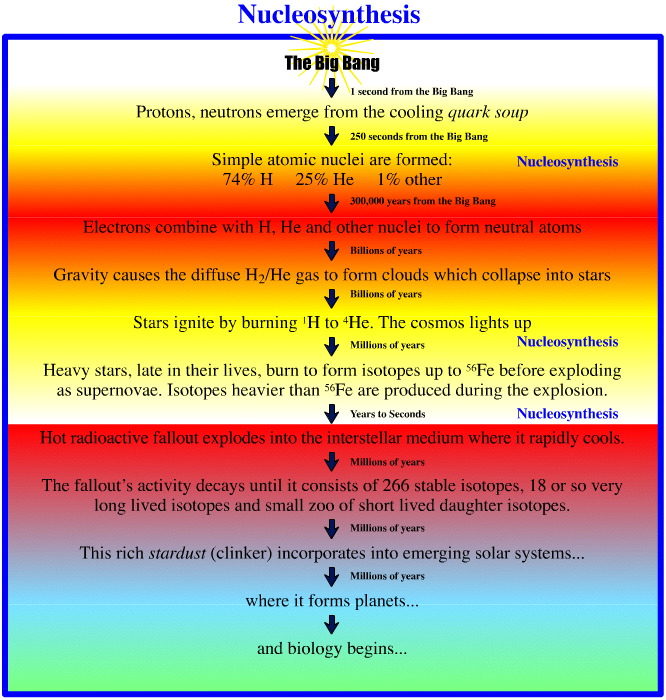 Nucleosynthesis
The Big Bang
1 second from the Big Bang
Protons, neutrons emerge from the cooling quark soup
250 seconds from the Big Bang
Simple atomic nuclei are formed:
Nucleosynthesis
74% H 25% He 1% other
300,000 years from the Big Bang
Electrons combine with H, He and other nuclei to form neutral atoms
Billions of years
Gravity causes the diffuse H₂/He gas to form clouds which collapse into stars
Billions of years
Stars ignite by burning ¹H to ⁴He. The cosmos lights up
Millions of years
Nucleosynthesis
Heavy stars, late in their lives, burn to form isotopes up to ⁵⁶Fe before exploding
as supernovae. Isotopes heavier than ⁵⁶Fe are produced during the explosion.
Years to Seconds
Nucleosynthesis
Hot radioactive fallout explodes into the interstellar medium where it rapidly cools.
Millions of years
The fallout's activity decays until it consists of 266 stable isotopes, 18 or so very
long lived isotopes and small zoo of short lived daughter isotopes.
Millions of years
This rich stardust (clinker) incorporates into emerging solar systems...
Millions of years
where it forms planets...
and biology begins...